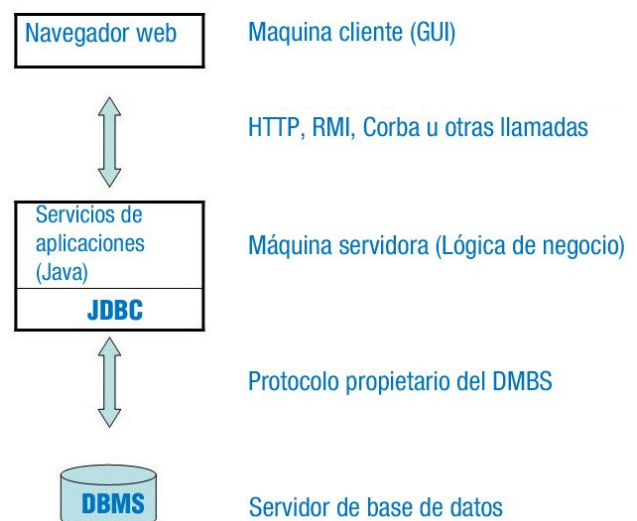 Navegador web
Maquina cliente (GUI)
HTTP, RMI, Corba u otras llamadas
Servicios de
aplicaciones
(Java)
JDBC
Máquina servidora (Lógica de negocio)
Protocolo propietario del DMBS
DBMS
Servidor de base de datos